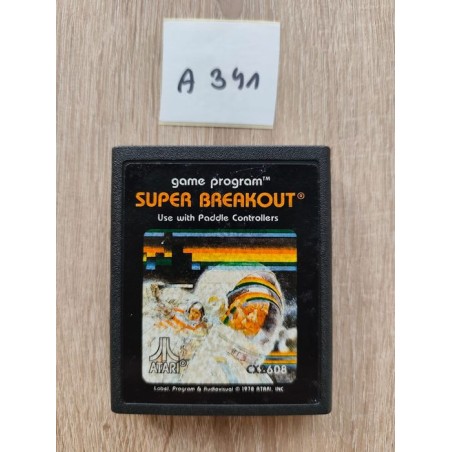 A 341
game program™
SUPER BREAKOUT®
Use with Paddle Controllers
ATARI®
CX2608
Label, Program & Audiovisual © 1978 ATARI, INC